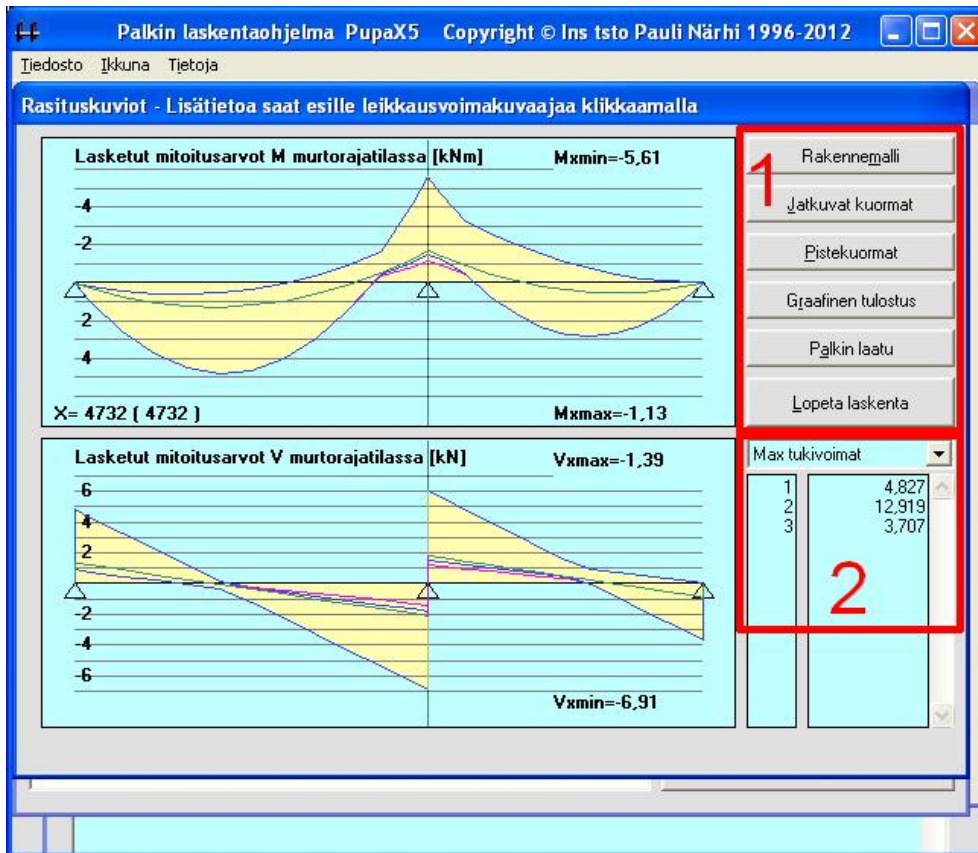 Palkin laskentaohjelma PupaX5 Copyright © Ins tsto Pauli Närhi 1996-2012
Tiedosto Ikkuna Tietoja
Rasituskuviot - Lisätietoa saat esille leikkausvoimakuvaajaa klikkaamalla
Lasketut mitoitusarvot M murtorajatilassa [kNm] Mxmin=-5,61
-4
-2
2
4
X= 4732 ( 4732 ) Mxmax=-1,13
Lasketut mitoitusarvot V murtorajatilassa [kN] Vxmax=-1,39
6
4
2
-2
-4
-6
Vxmin=-6,91
1
Rakennemalli
Jatkuvat kuormat
Pistekuormat
Graafinen tulostus
Palkin laatu
Lopeta laskenta
Max tukivoimat
1 4,827
2 12,919
3 3,707
2